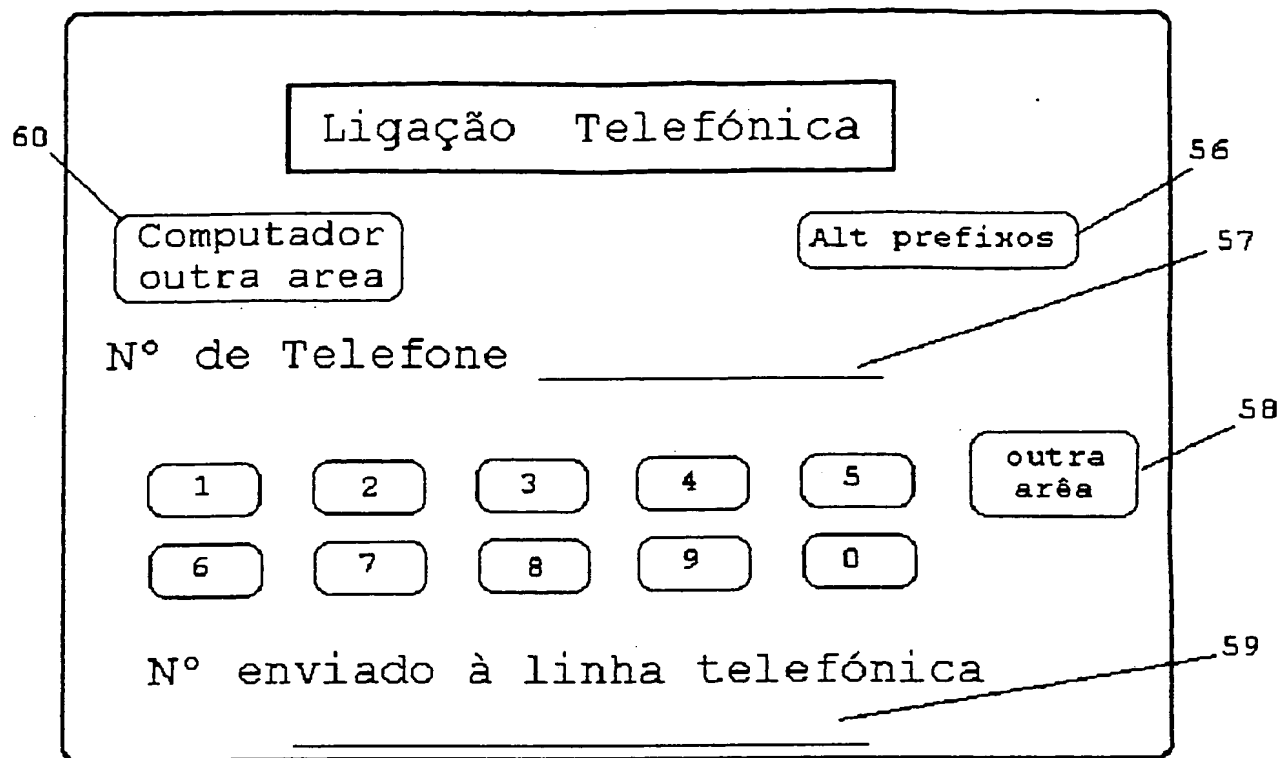 Ligação Telefónica
60
56
Computador
outra area
Alt prefixos
57
Nº de Telefone
58
1 2 3 4 5
outra
arêa
6 7 8 9 0
59
Nº enviado à linha telefónica